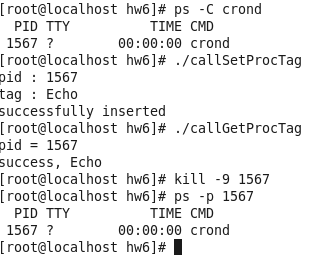 [root@localhost hw6]# ps -C crond
  PID TTY          TIME CMD
 1567 ?        00:00:00 crond
[root@localhost hw6]# ./callSetProcTag
pid : 1567
tag : Echo
successfully inserted
[root@localhost hw6]# ./callGetProcTag
pid = 1567
success, Echo
[root@localhost hw6]# kill -9 1567
[root@localhost hw6]# ps -p 1567
  PID TTY          TIME CMD
 1567 ?        00:00:00 crond
[root@localhost hw6]#